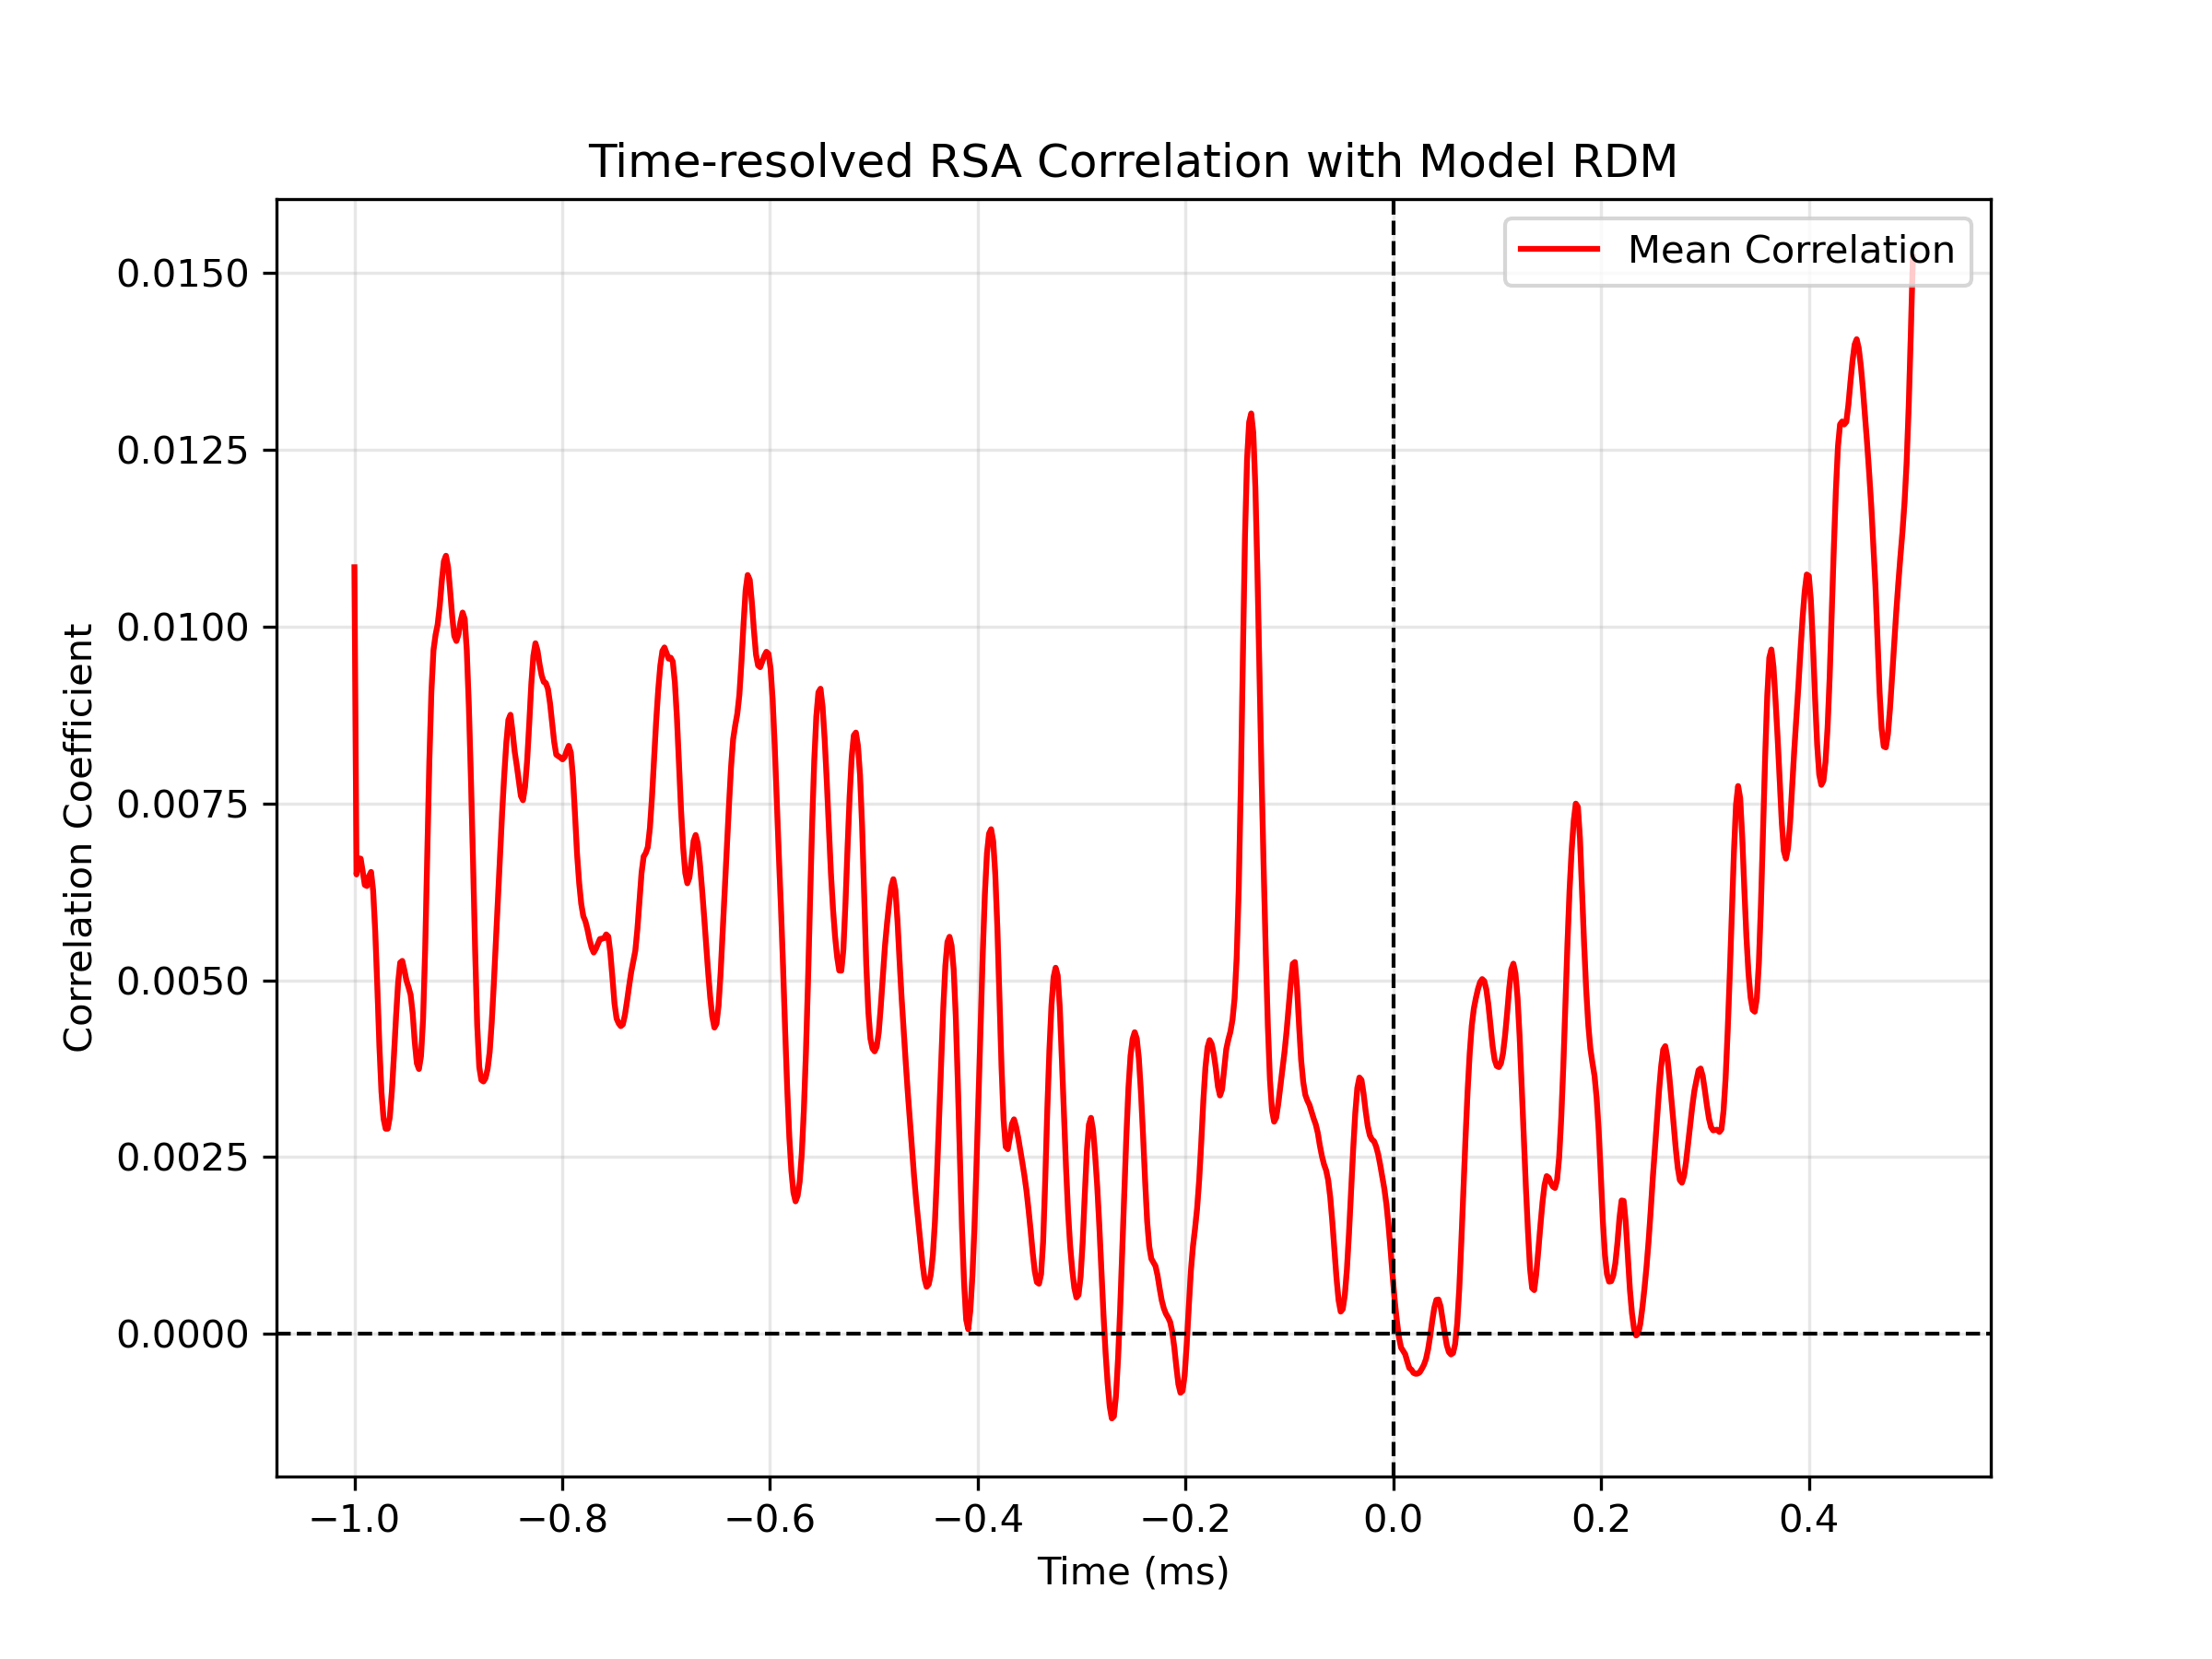 Time-resolved RSA Correlation with Model RDM
Mean Correlation
Correlation Coefficient
0.0150
0.0125
0.0100
0.0075
0.0050
0.0025
0.0000
−1.0 −0.8 −0.6 −0.4 −0.2 0.0 0.2 0.4
Time (ms)